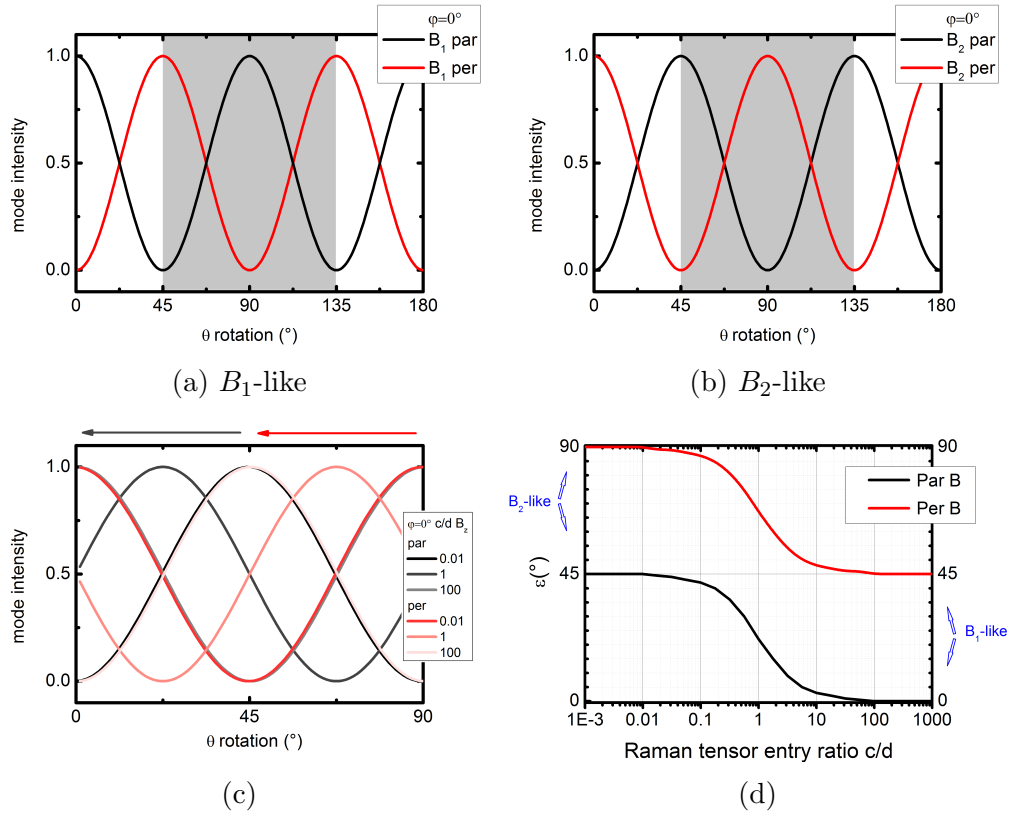 φ=0°
B₁ par
B₁ per
1.0
0.5
0.0
mode intensity
0 45 90 135 180
θ rotation (°)
(a) B₁-like
φ=0°
B₂ par
B₂ per
1.0
0.5
0.0
mode intensity
0 45 90 135 180
θ rotation (°)
(b) B₂-like
1.0
0.5
0.0
mode intensity
φ=0° c/d B_z
par
0.01
1
100
per
0.01
1
100
0 45 90
θ rotation (°)
(c)
90
45
0
ε(°)
B₂-like
Par B
Per B
90
45
0
B₁-like
1E-3 0.01 0.1 1 10 100 1000
Raman tensor entry ratio c/d
(d)